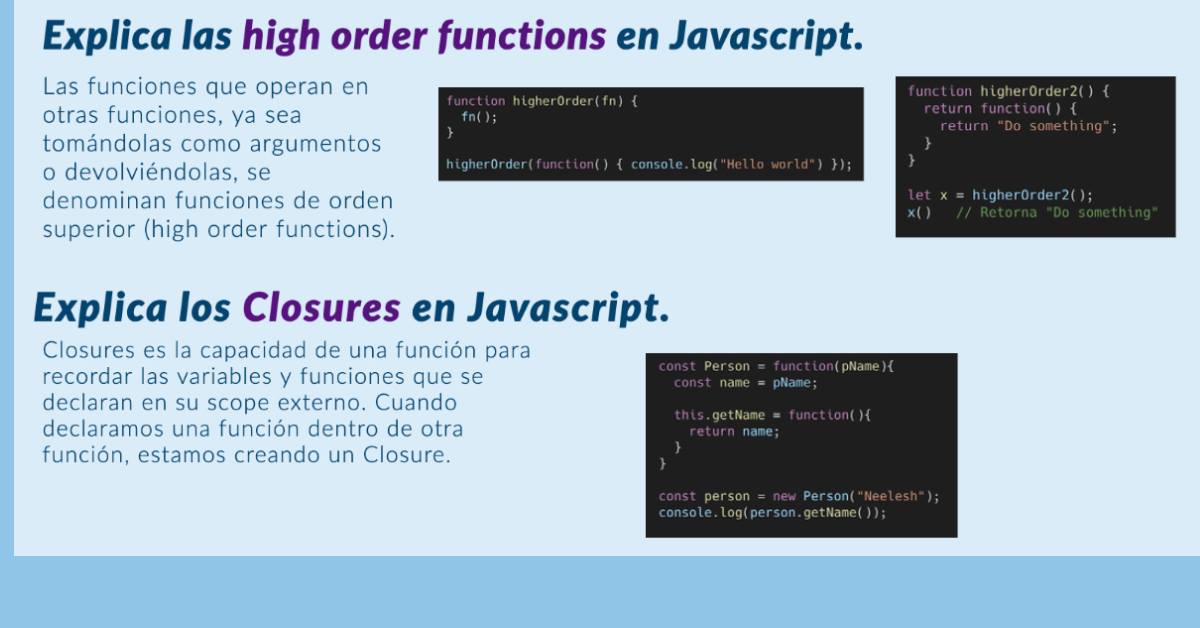 Explica las high order functions en Javascript.
Las funciones que operan en
otras funciones, ya sea
tomándolas como argumentos
o devolviéndolas, se
denominan funciones de orden
superior (high order functions).
function higherOrder(fn) {
  fn();
}
higherOrder(function() { console.log("Hello world") });
function higherOrder2() {
  return function() {
    return "Do something";
  }
}
let x = higherOrder2();
x()   // Retorna "Do something"
Explica los Closures en Javascript.
Closures es la capacidad de una función para
recordar las variables y funciones que se
declaran en su scope externo. Cuando
declaramos una función dentro de otra
función, estamos creando un Closure.
const Person = function(pName){
  const name = pName;
  this.getName = function(){
    return name;
  }
}
const person = new Person("Neelesh");
console.log(person.getName());